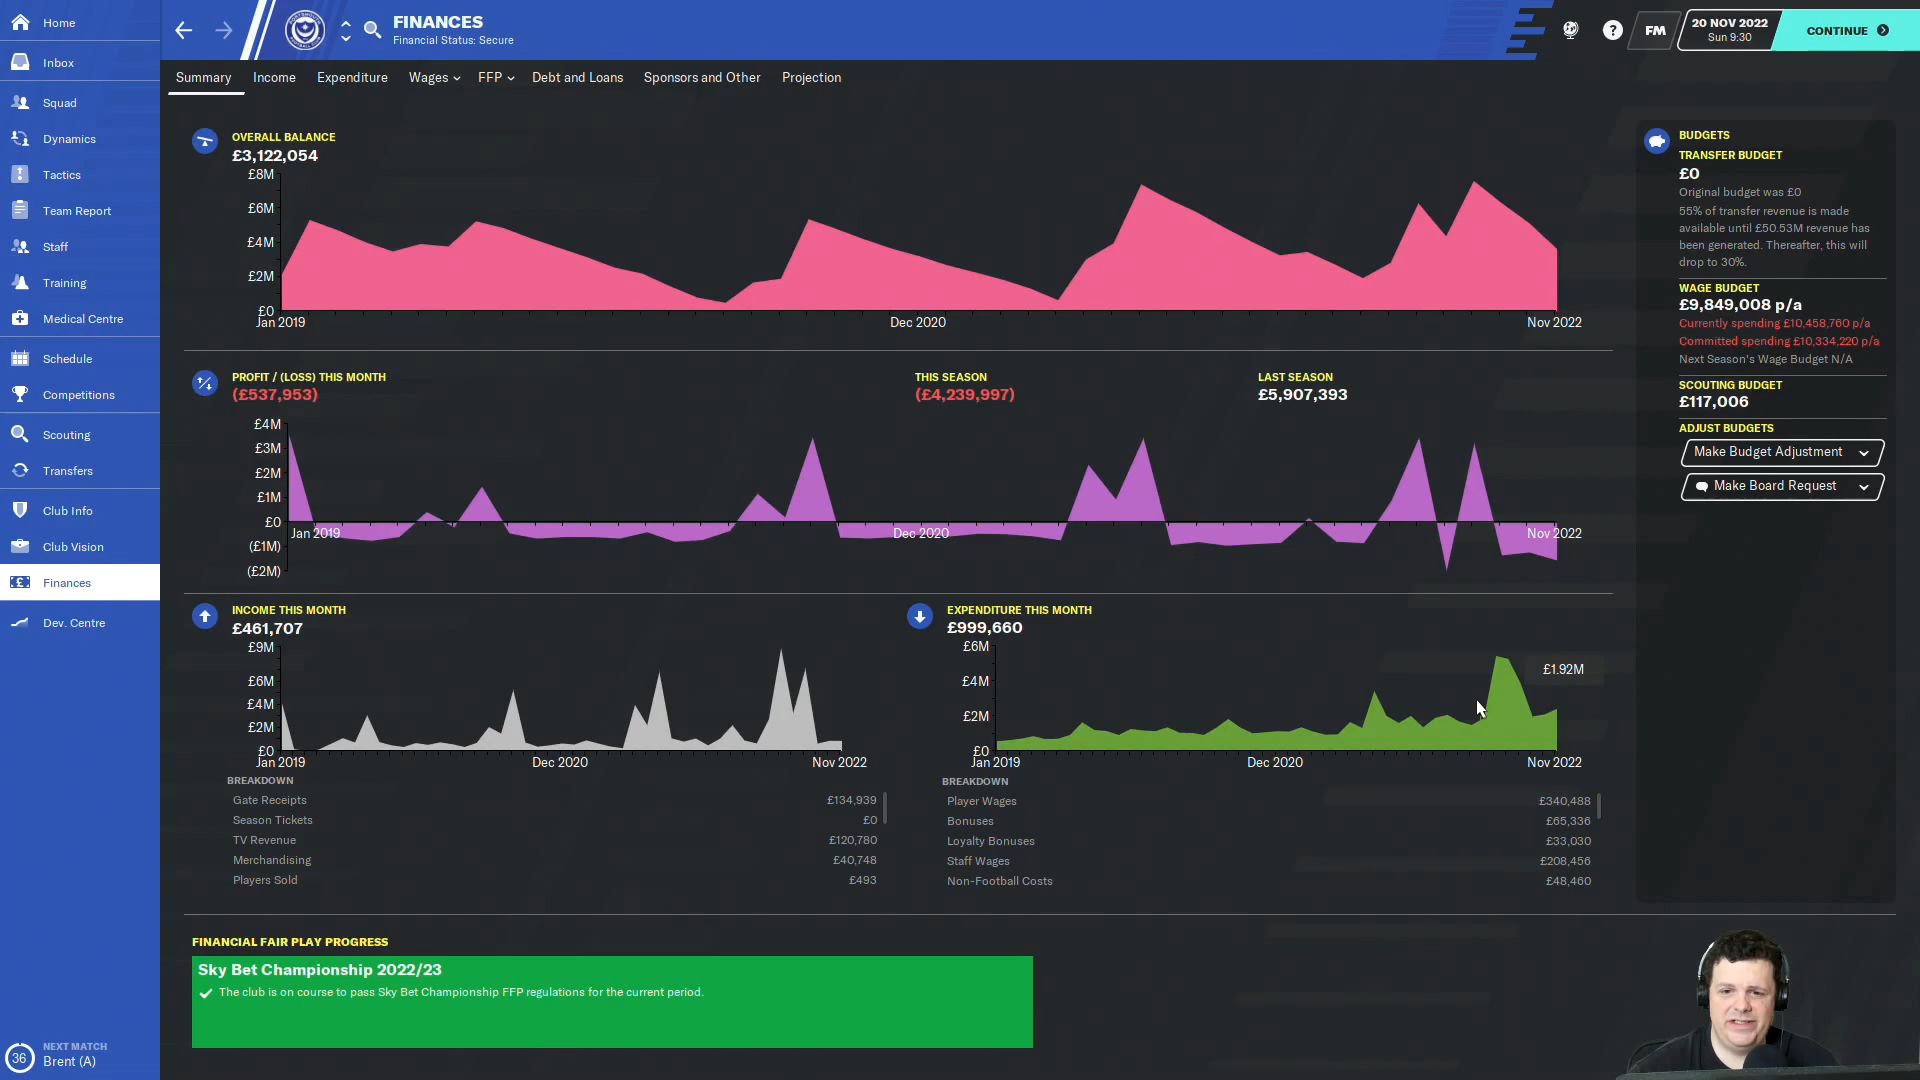 Home
Inbox
Squad
Dynamics
Tactics
Team Report
Staff
Training
Medical Centre
Schedule
Competitions
Scouting
Transfers
Club Info
Club Vision
Finances
Dev. Centre
36
NEXT MATCH
Brent (A)
FINANCES
Financial Status: Secure
?
FM
20 NOV 2022
Sun 9:30
CONTINUE
Summary Income Expenditure Wages FFP Debt and Loans Sponsors and Other Projection
OVERALL BALANCE
£3,122,054
£8M
£6M
£4M
£2M
£0
Jan 2019 Dec 2020 Nov 2022
PROFIT / (LOSS) THIS MONTH
(£537,953)
THIS SEASON
(£4,239,997)
LAST SEASON
£5,907,393
£4M
£3M
£2M
£1M
£0
(£1M)
(£2M)
Jan 2019 Dec 2020 Nov 2022
INCOME THIS MONTH
£461,707
£9M
£6M
£4M
£2M
£0
Jan 2019 Dec 2020 Nov 2022
BREAKDOWN
Gate Receipts £134,939
Season Tickets £0
TV Revenue £120,780
Merchandising £40,748
Players Sold £493
EXPENDITURE THIS MONTH
£999,660
£6M
£4M
£2M
£0
£1.92M
Jan 2019 Dec 2020 Nov 2022
BREAKDOWN
Player Wages £340,488
Bonuses £65,336
Loyalty Bonuses £33,030
Staff Wages £208,456
Non-Football Costs £48,460
FINANCIAL FAIR PLAY PROGRESS
Sky Bet Championship 2022/23
The club is on course to pass Sky Bet Championship FFP regulations for the current period.
BUDGETS
TRANSFER BUDGET
£0
Original budget was £0
55% of transfer revenue is made
available until £50.53M revenue has
been generated. Thereafter, this will
drop to 30%.
WAGE BUDGET
£9,849,008 p/a
Currently spending £10,458,760 p/a
Committed spending £10,334,220 p/a
Next Season's Wage Budget N/A
SCOUTING BUDGET
£117,006
ADJUST BUDGETS
Make Budget Adjustment
Make Board Request